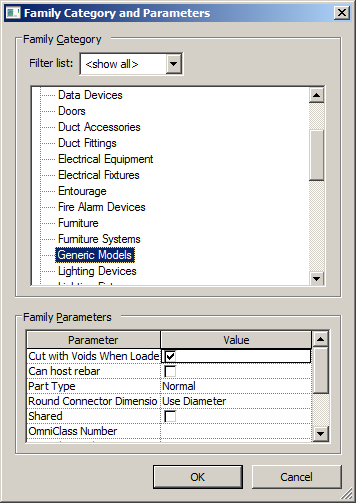 Family Category and Parameters
Family Category
Filter list: <show all>
Data Devices
Doors
Duct Accessories
Duct Fittings
Electrical Equipment
Electrical Fixtures
Entourage
Fire Alarm Devices
Furniture
Furniture Systems
Generic Models
Lighting Devices
Family Parameters
Parameter Value
Cut with Voids When Loade
Can host rebar
Part Type Normal
Round Connector Dimensio Use Diameter
Shared
OmniClass Number
OK Cancel